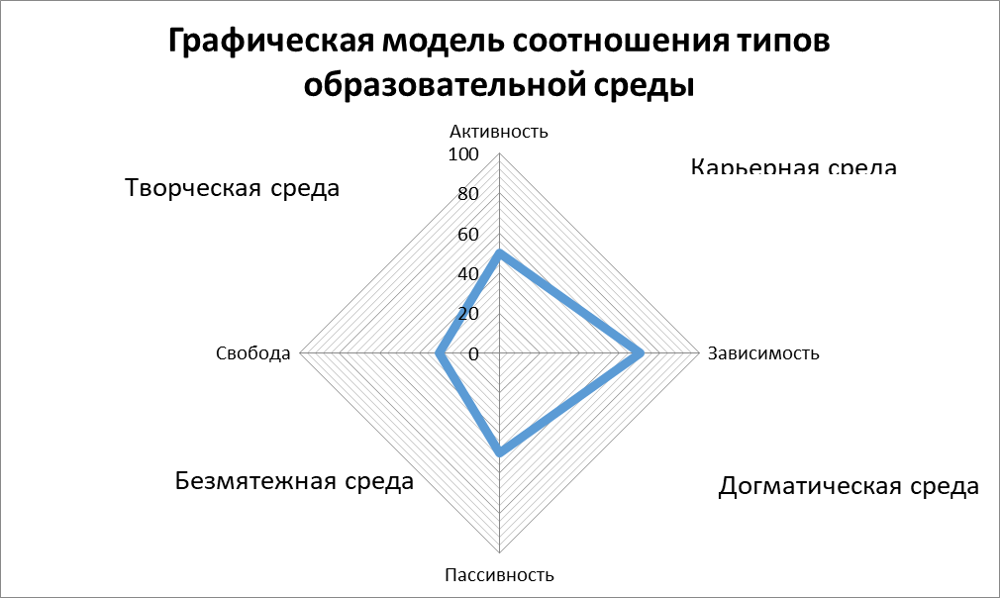 Графическая модель соотношения типов
образовательной среды
Активность
100
Карьерная среда
Творческая среда
80
60
40
20
Свобода
0
Зависимость
Безмятежная среда
Догматическая среда
Пассивность